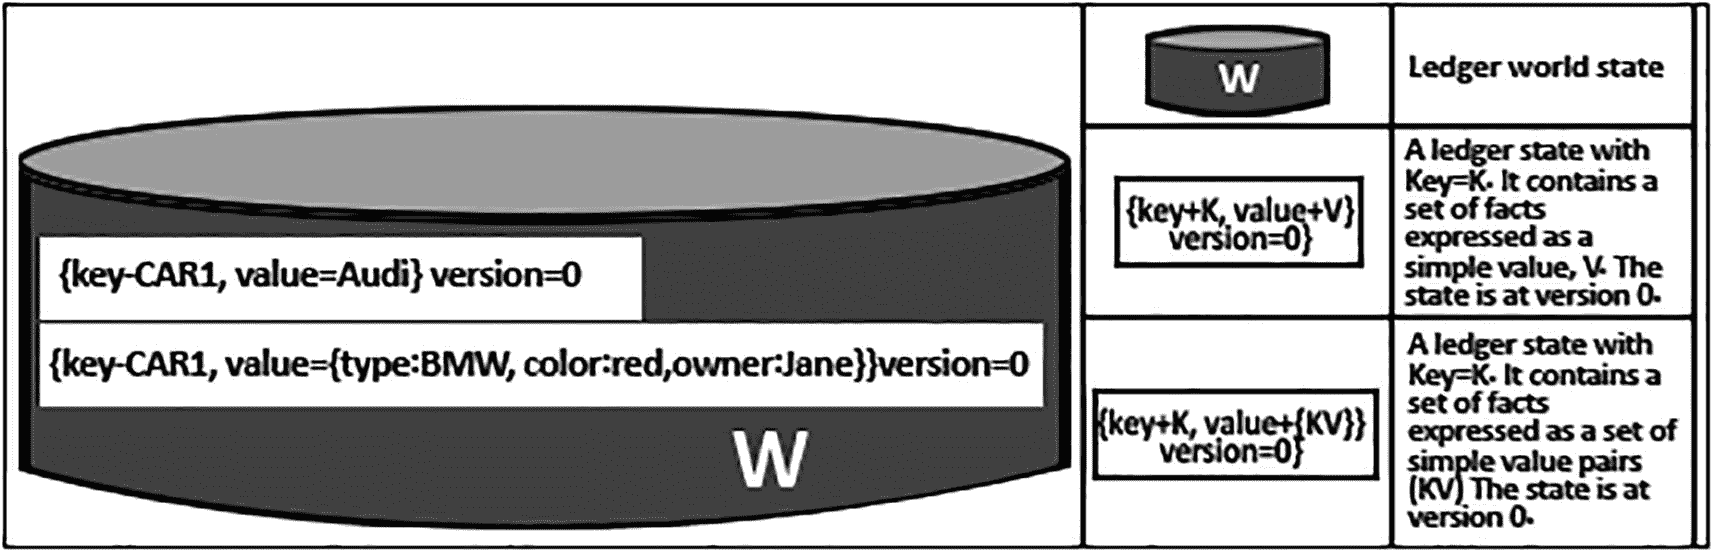 {key-CAR1, value=Audi} version=0
{key-CAR1, value={type:BMW, color:red,owner:Jane}}version=0
W
W
Ledger world state
{key+K, value+V}
version=0}
A ledger state with
Key=K. It contains a
set of facts
expressed as a
simple value, V. The
state is at version 0.
{key+K, value+{KV}}
version=0}
A ledger state with
Key=K. It contains a
set of facts
expressed as a set of
simple value pairs
(KV) The state is at
version 0.